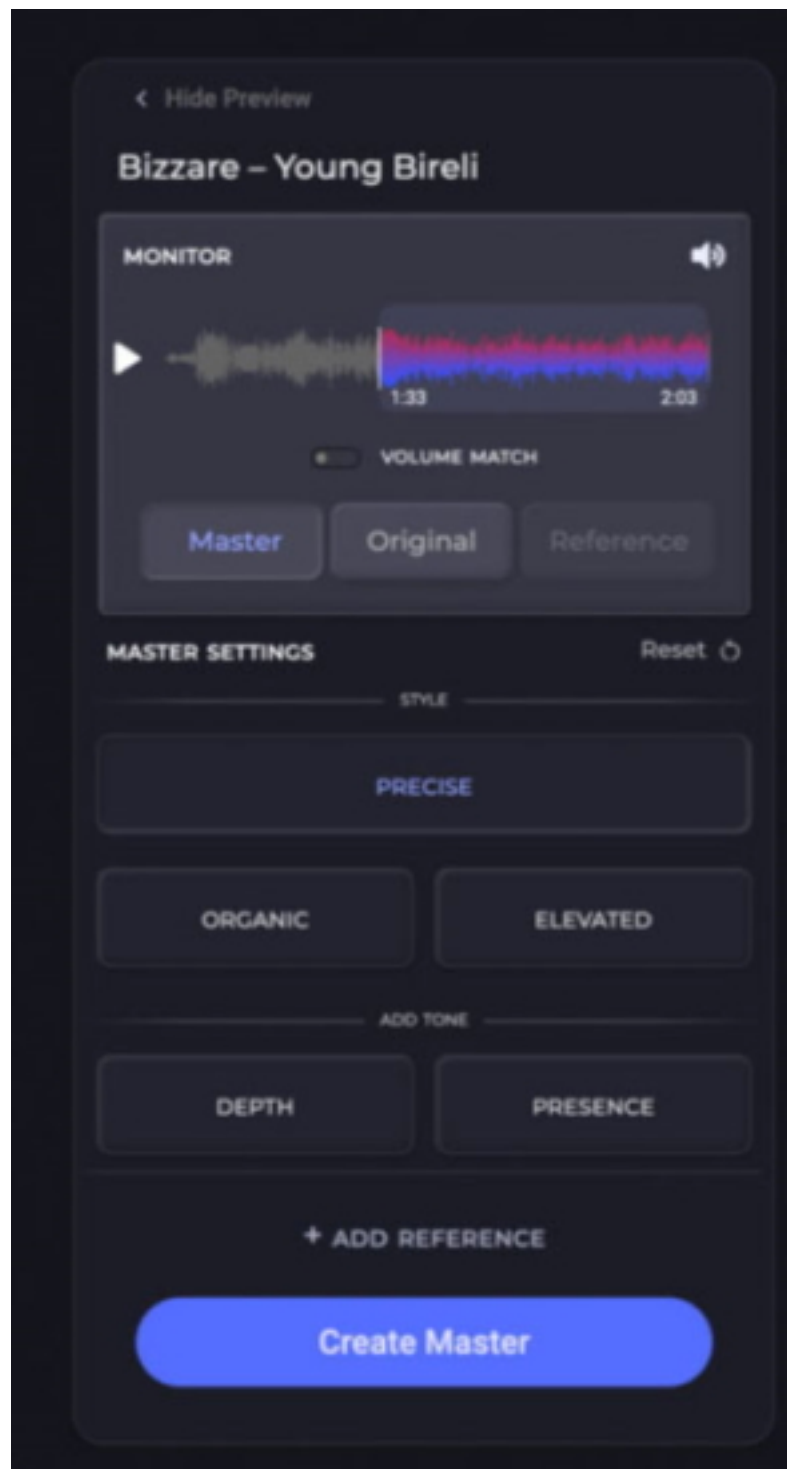 Hide Preview
Bizzare – Young Bireli
MONITOR
1:33 2:03
VOLUME MATCH
Master Original Reference
MASTER SETTINGS Reset
STYLE
PRECISE
ORGANIC ELEVATED
ADD TONE
DEPTH PRESENCE
+ ADD REFERENCE
Create Master